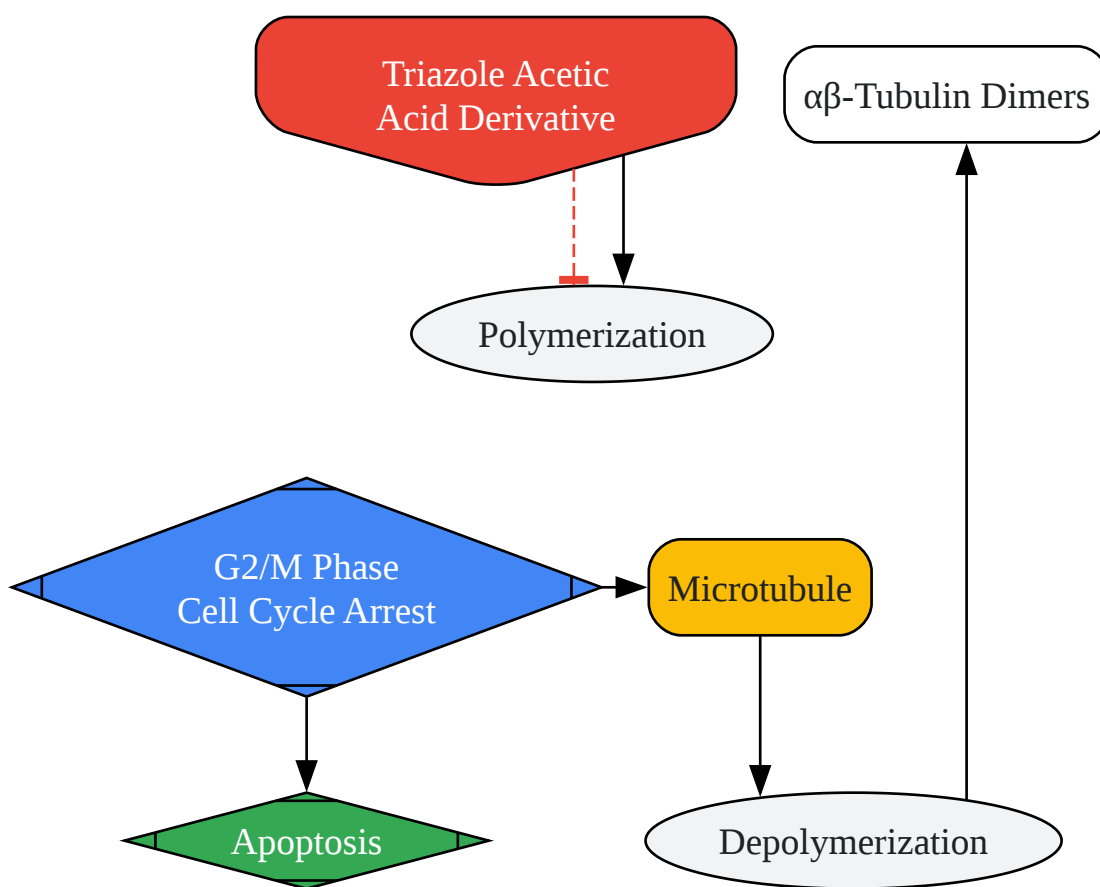 Triazole Acetic
Acid Derivative
αβ-Tubulin Dimers
Polymerization
G2/M Phase
Cell Cycle Arrest
Microtubule
Apoptosis
Depolymerization